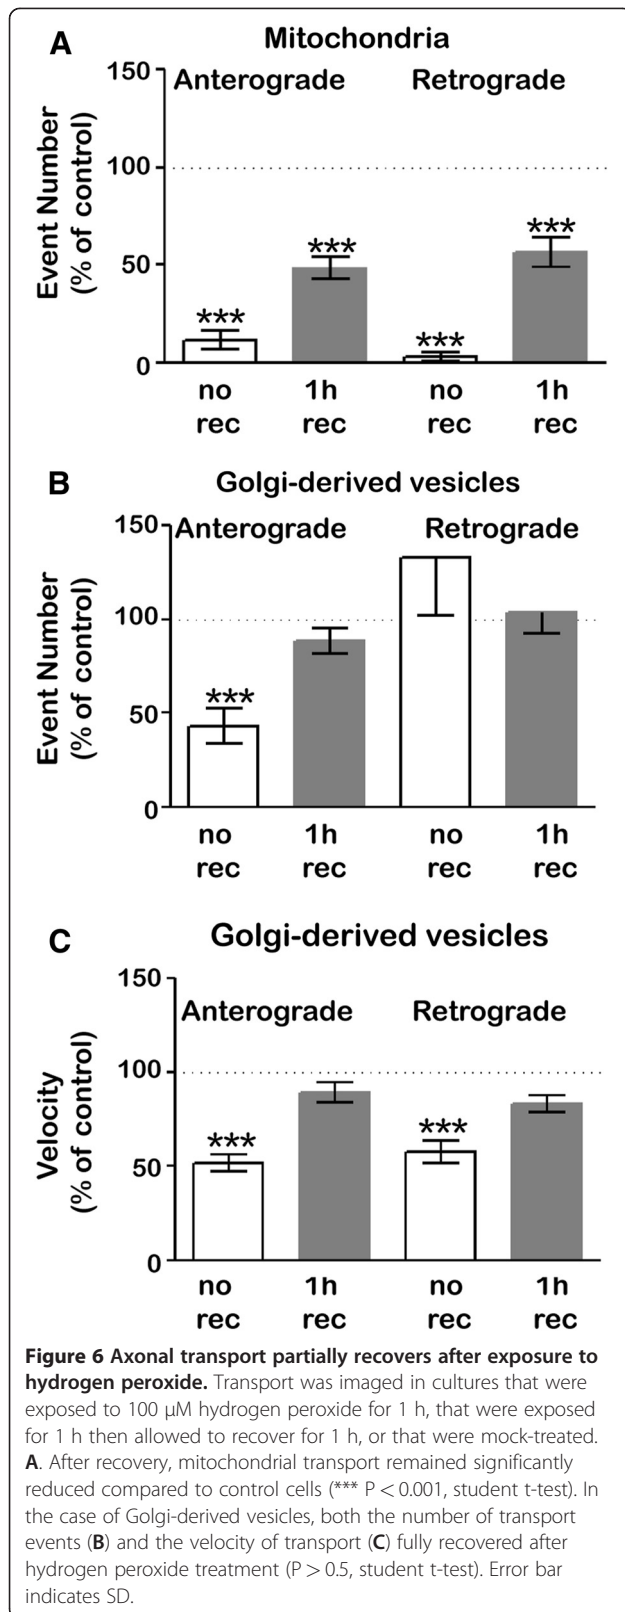 A
Mitochondria
Anterograde Retrograde
Event Number
(% of control)
150
100
50
0
***
***
***
***
no 1h no 1h
rec rec rec rec
B
Golgi-derived vesicles
Anterograde Retrograde
Event Number
(% of control)
150
100
50
0
***
no 1h no 1h
rec rec rec rec
C
Golgi-derived vesicles
Anterograde Retrograde
Velocity
(% of control)
150
100
50
0
***
***
no 1h no 1h
rec rec rec rec
Figure 6 Axonal transport partially recovers after exposure to
hydrogen peroxide. Transport was imaged in cultures that were
exposed to 100 μM hydrogen peroxide for 1 h, that were exposed
for 1 h then allowed to recover for 1 h, or that were mock-treated.
A. After recovery, mitochondrial transport remained significantly
reduced compared to control cells (*** P < 0.001, student t-test). In
the case of Golgi-derived vesicles, both the number of transport
events (B) and the velocity of transport (C) fully recovered after
hydrogen peroxide treatment (P > 0.5, student t-test). Error bar
indicates SD.